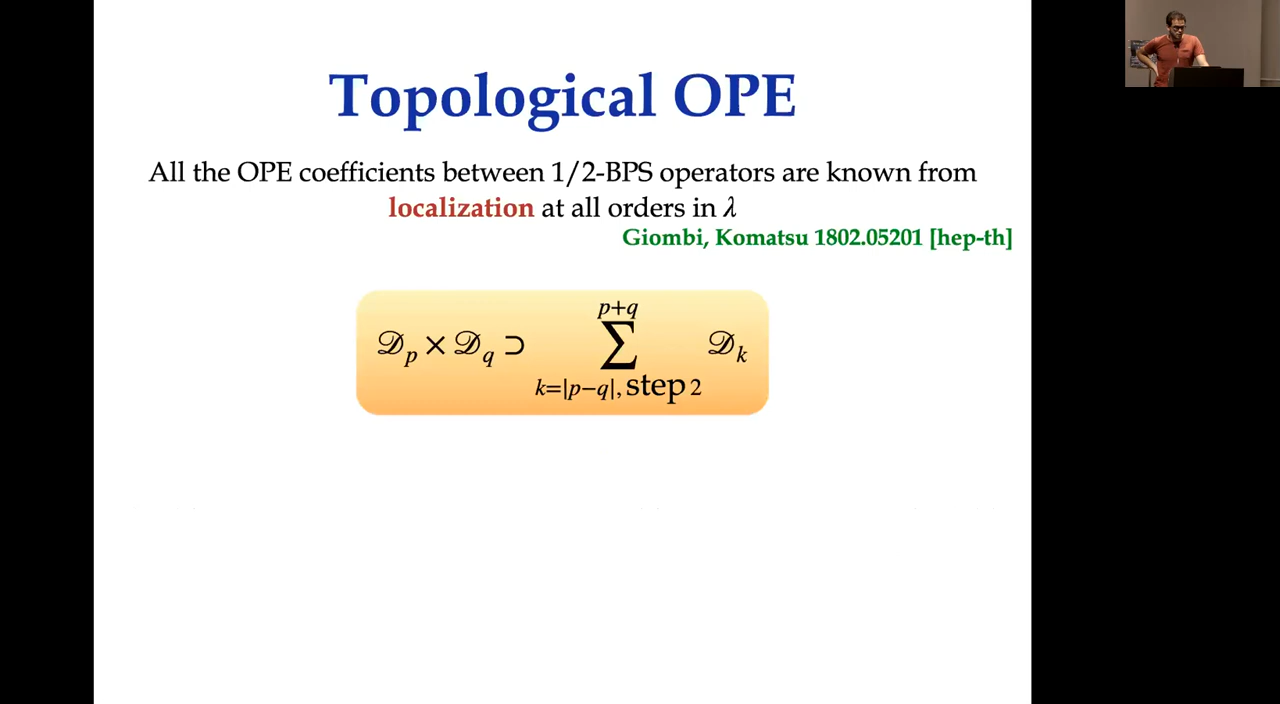 Topological OPE
All the OPE coefficients between 1/2-BPS operators are known from
localization at all orders in λ
Giombi, Komatsu 1802.05201 [hep-th]
𝒟_p × 𝒟_q ⊃ ∑_{k=|p−q|, step 2}^{p+q} 𝒟_k